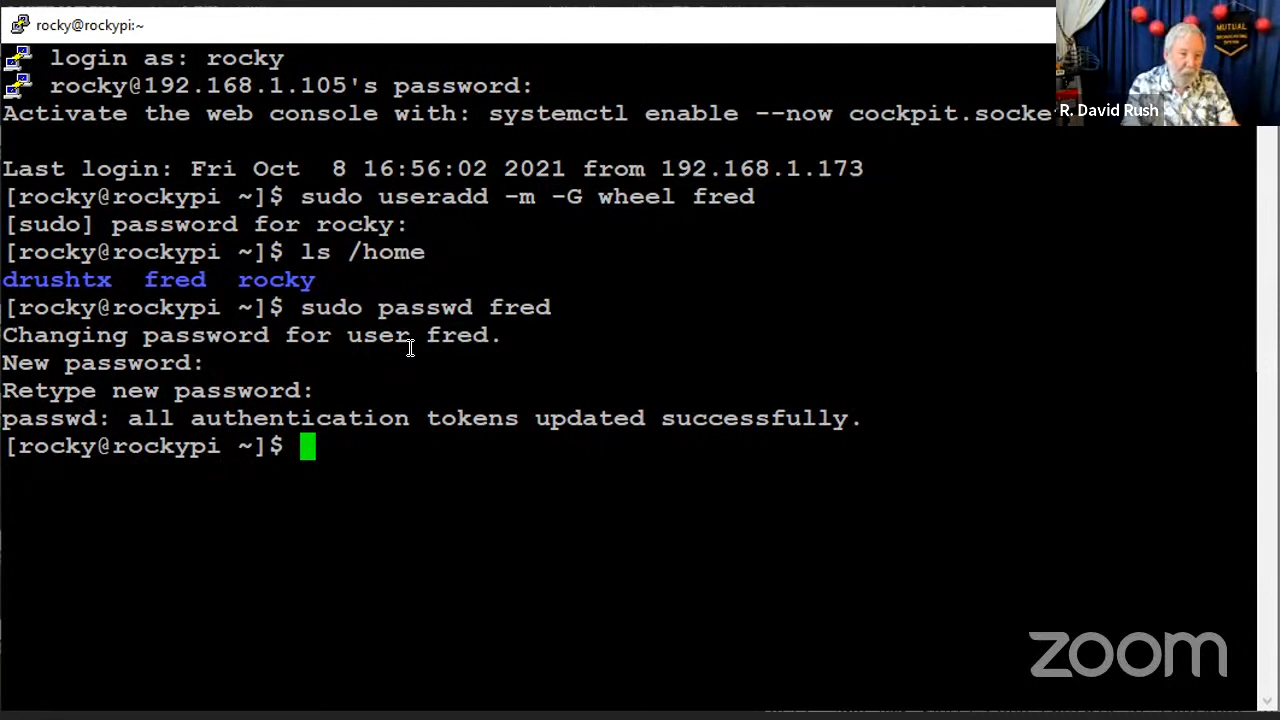 rocky@rockypi:~
login as: rocky
rocky@192.168.1.105's password:
Activate the web console with: systemctl enable --now cockpit.socke
Last login: Fri Oct  8 16:56:02 2021 from 192.168.1.173
[rocky@rockypi ~]$ sudo useradd -m -G wheel fred
[sudo] password for rocky:
[rocky@rockypi ~]$ ls /home
drushtx  fred  rocky
[rocky@rockypi ~]$ sudo passwd fred
Changing password for user fred.
New password:
Retype new password:
passwd: all authentication tokens updated successfully.
[rocky@rockypi ~]$
MUTUAL
BROADCASTING
SYSTEM
R. David Rush
zoom